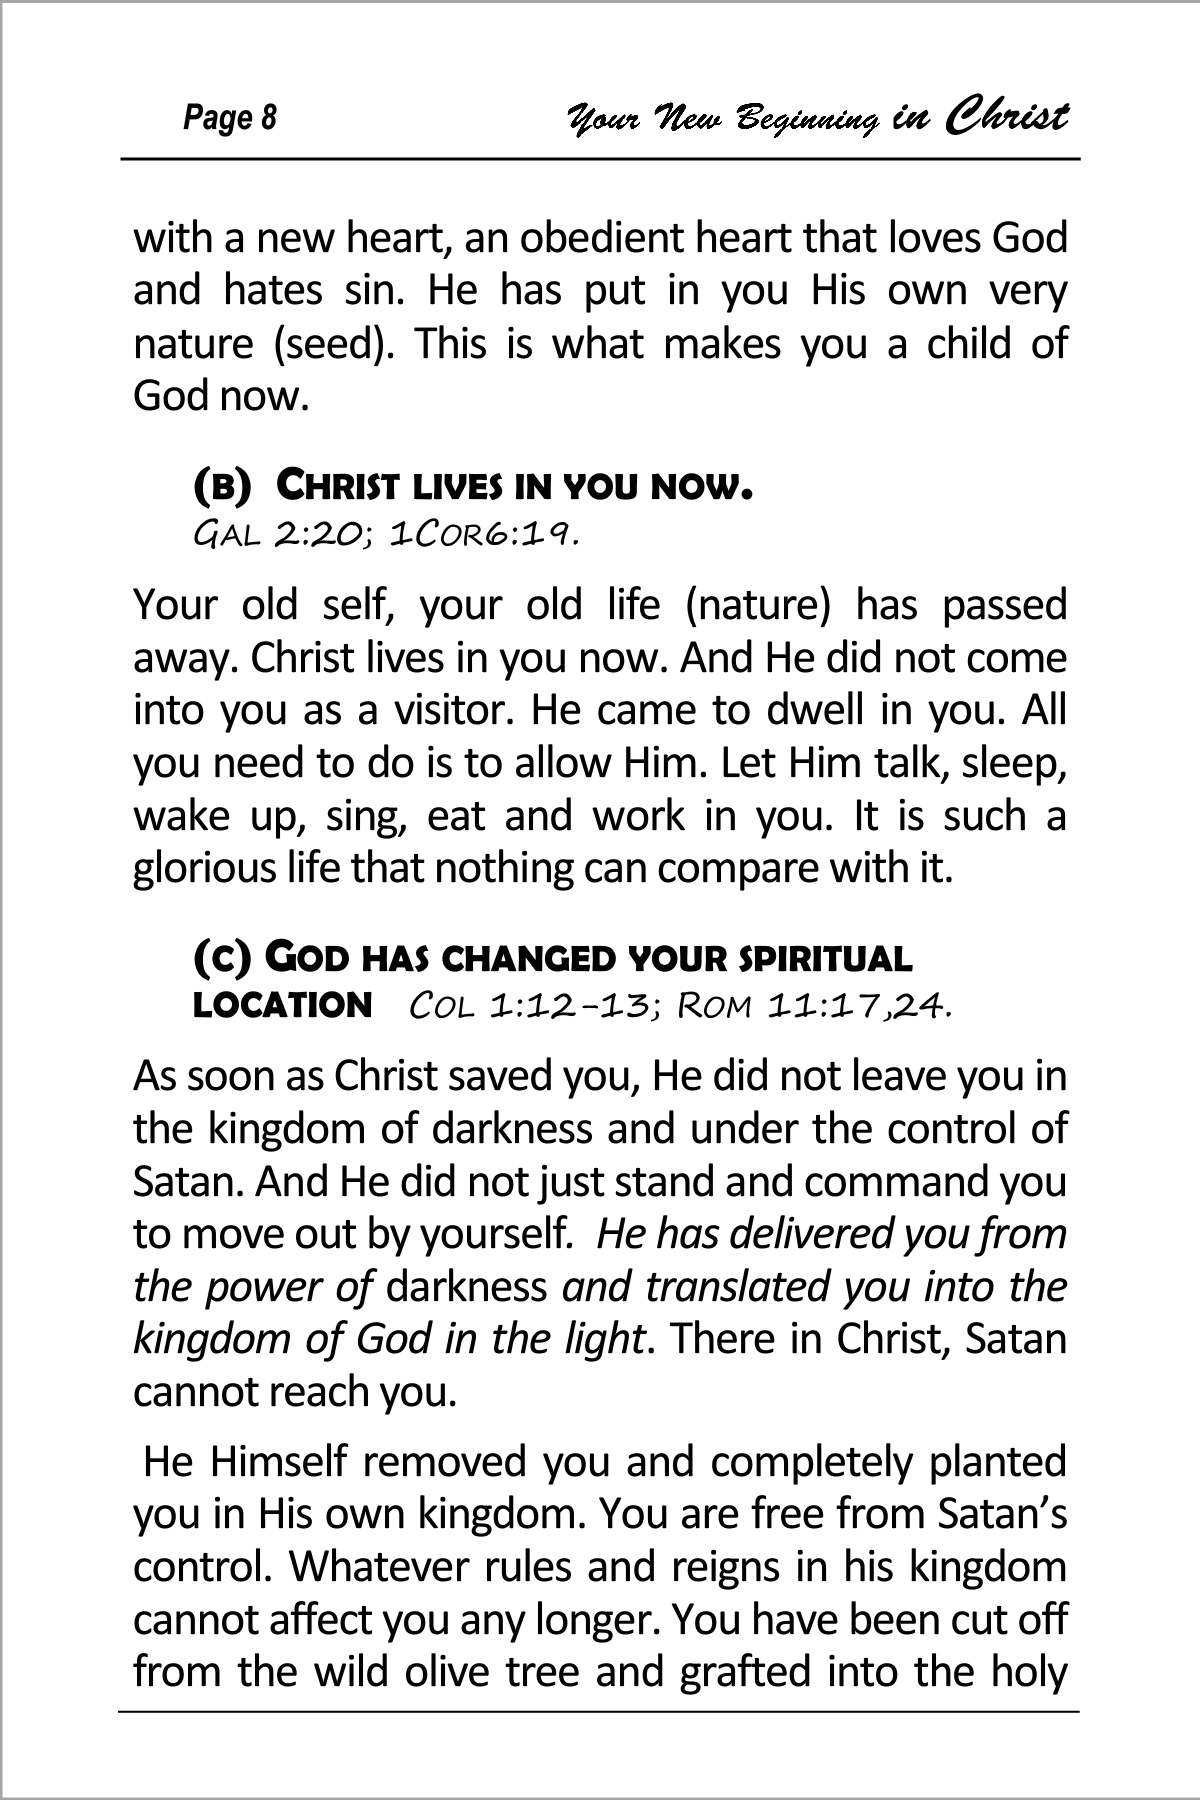 Page 8 Your New Beginning in Christ
with a new heart, an obedient heart that loves God
and hates sin. He has put in you His own very
nature (seed). This is what makes you a child of
God now.
(B) CHRIST LIVES IN YOU NOW.
GAL 2:20; 1COR6:19.
Your old self, your old life (nature) has passed
away. Christ lives in you now. And He did not come
into you as a visitor. He came to dwell in you. All
you need to do is to allow Him. Let Him talk, sleep,
wake up, sing, eat and work in you. It is such a
glorious life that nothing can compare with it.
(C) GOD HAS CHANGED YOUR SPIRITUAL
LOCATION COL 1:12-13; ROM 11:17,24.
As soon as Christ saved you, He did not leave you in
the kingdom of darkness and under the control of
Satan. And He did not just stand and command you
to move out by yourself. He has delivered you from
the power of darkness and translated you into the
kingdom of God in the light. There in Christ, Satan
cannot reach you.
He Himself removed you and completely planted
you in His own kingdom. You are free from Satan’s
control. Whatever rules and reigns in his kingdom
cannot affect you any longer. You have been cut off
from the wild olive tree and grafted into the holy